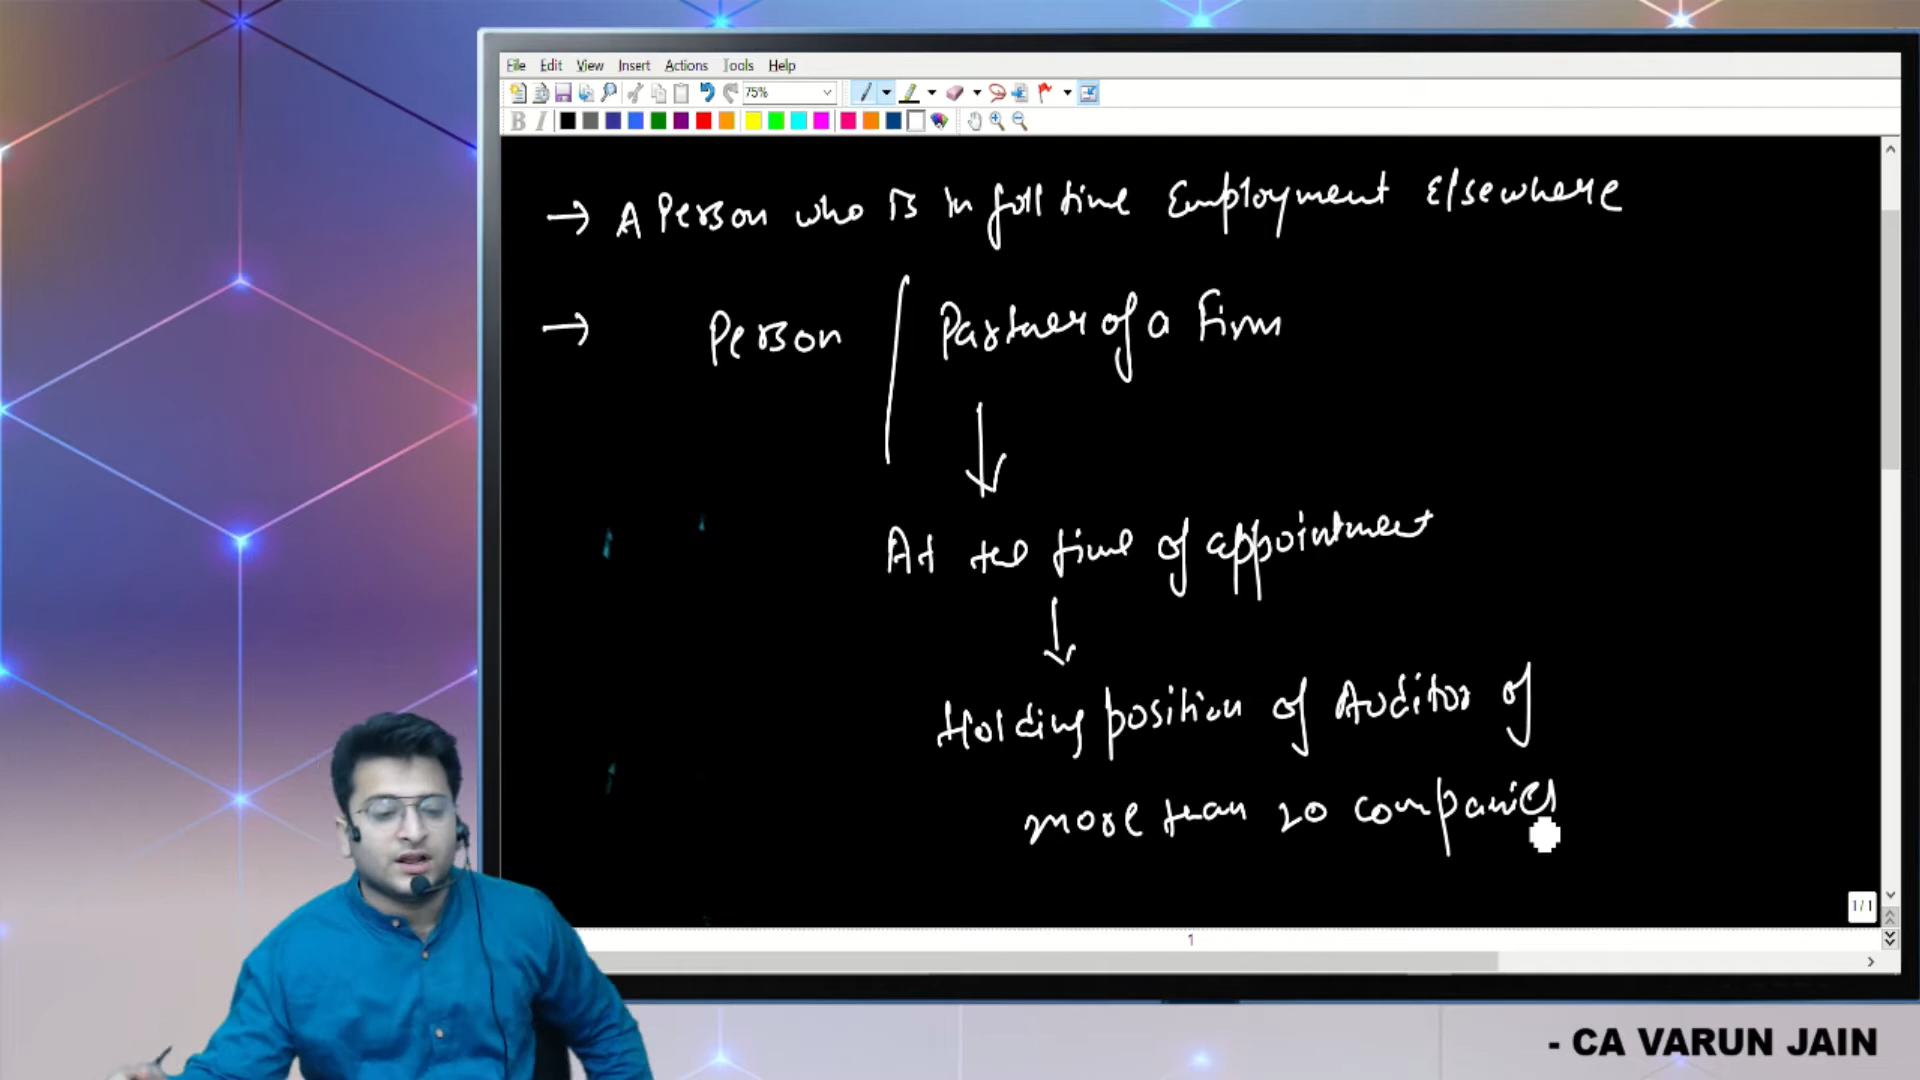 File Edit View Insert Actions Tools Help
75%
B I
→ A Person who is in full time Employment Elsewhere
→ Person / Partner of a Firm
At the time of appointment
Holding position of Auditor of
more than 20 companies
1/1
1
- CA VARUN JAIN